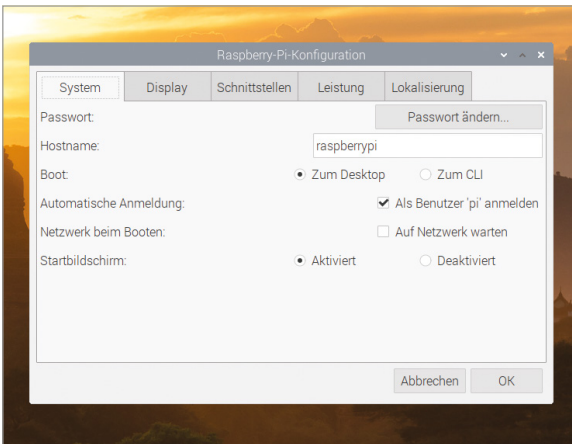 Raspberry-Pi-Konfiguration
System Display Schnittstellen Leistung Lokalisierung
Passwort: Passwort ändern...
Hostname: raspberrypi
Boot: Zum Desktop Zum CLI
Automatische Anmeldung: Als Benutzer 'pi' anmelden
Netzwerk beim Booten: Auf Netzwerk warten
Startbildschirm: Aktiviert Deaktiviert
Abbrechen OK